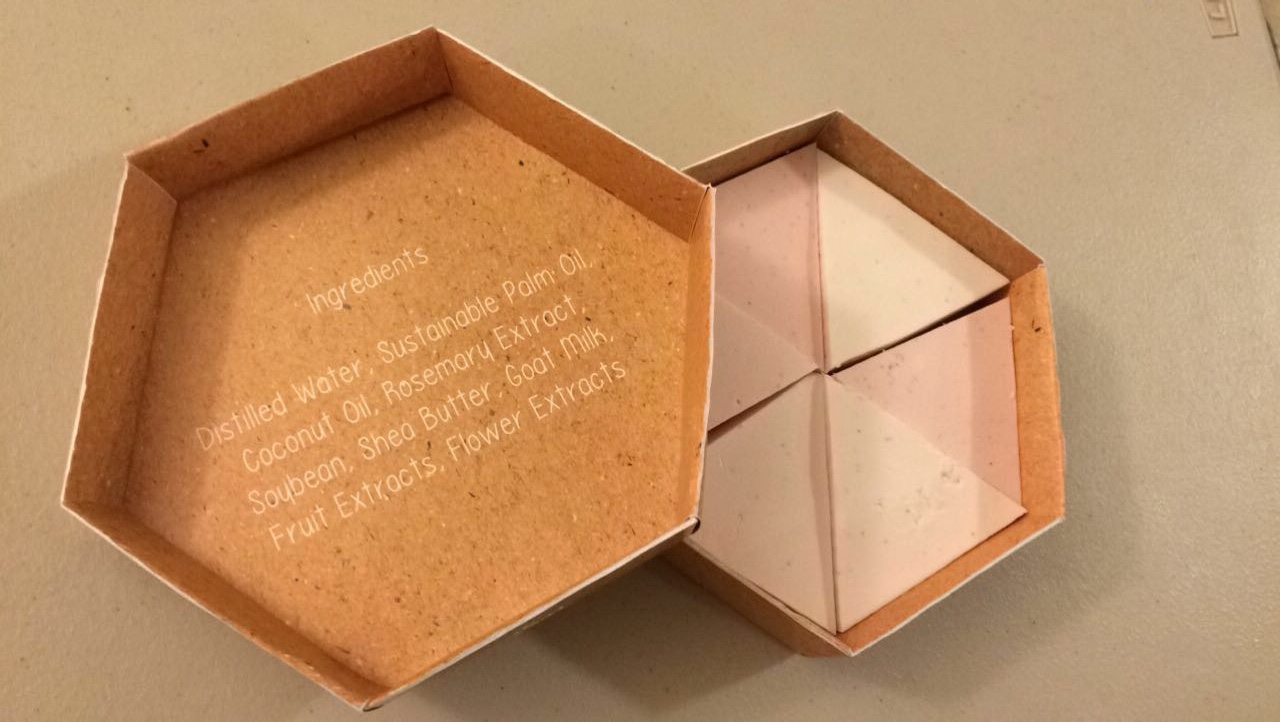 Ingredients
Distilled Water, Sustainable Palm Oil,
Coconut Oil, Rosemary Extract,
Soybean, Shea Butter, Goat Milk,
Fruit Extracts, Flower Extracts